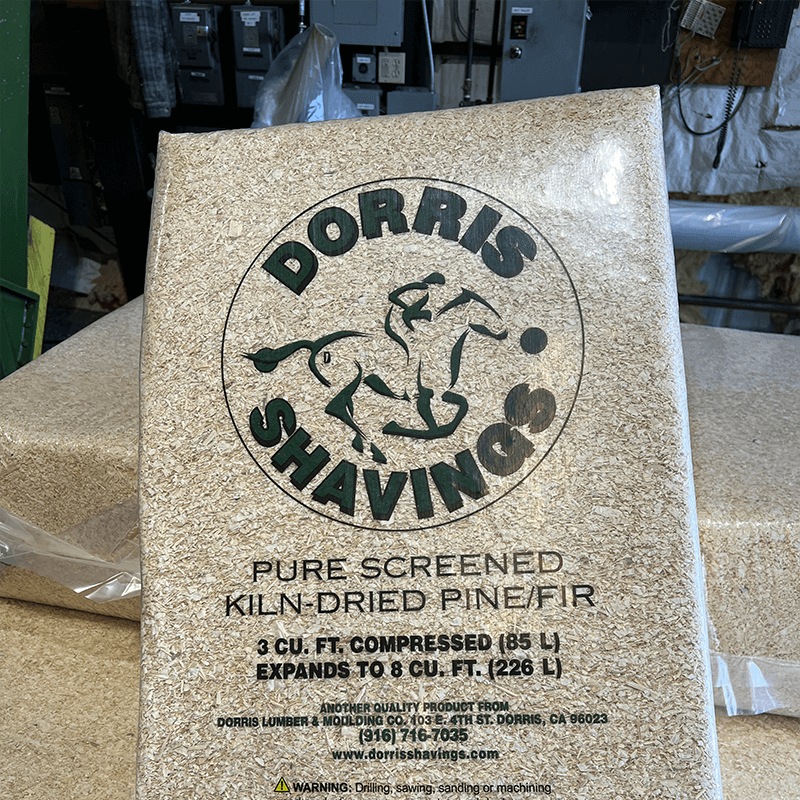 DORRIS
SHAVINGS
PURE SCREENED
KILN-DRIED PINE/FIR
3 CU. FT. COMPRESSED (85 L)
EXPANDS TO 8 CU. FT. (226 L)
ANOTHER QUALITY PRODUCT FROM
DORRIS LUMBER & MOULDING CO. 103 E. 4TH ST. DORRIS, CA 96023
(916) 716-7035
www.dorrisshavings.com
WARNING: Drilling, sawing, sanding or machining